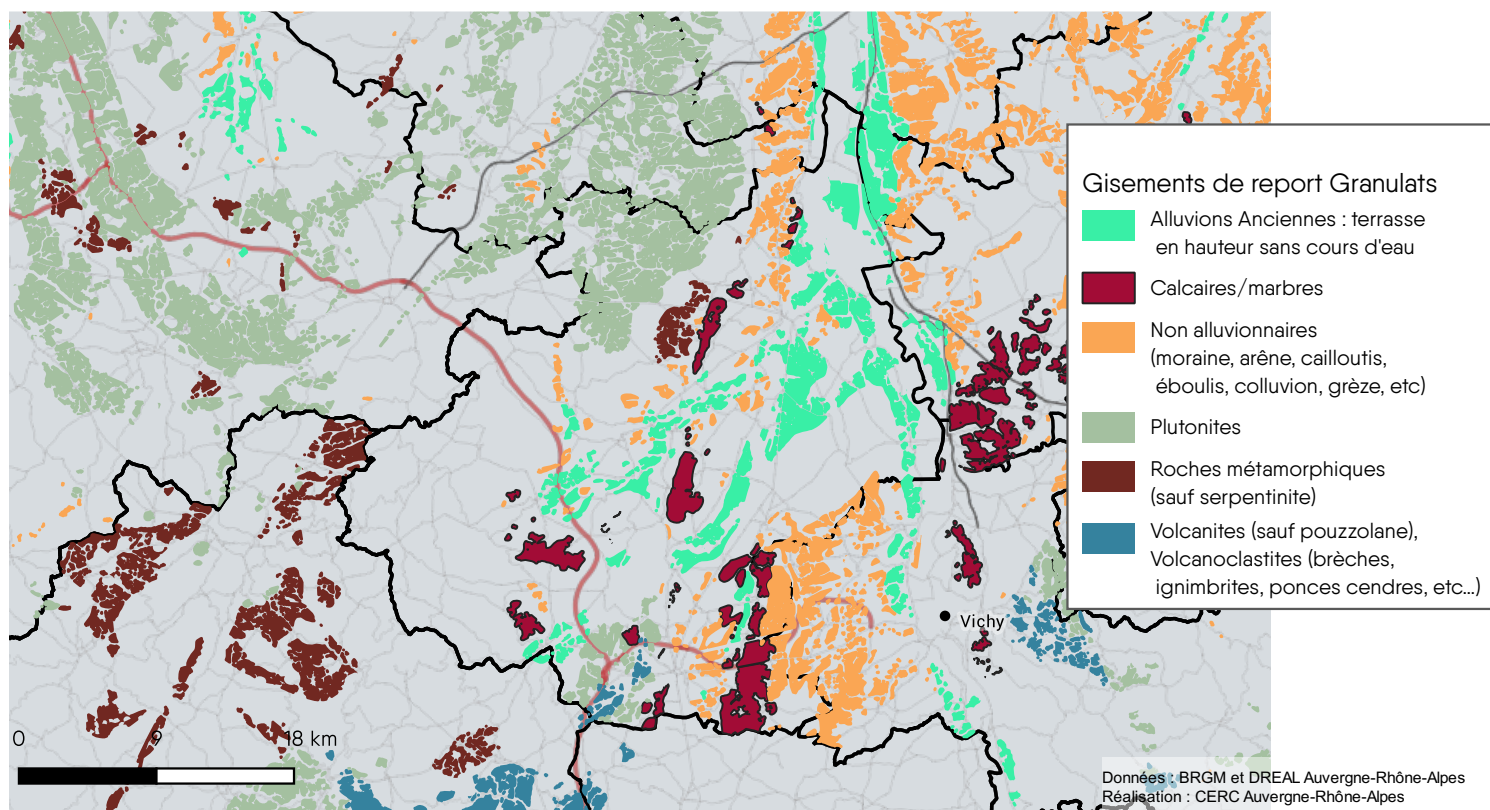 Gisements de report Granulats
Alluvions Anciennes : terrasse
en hauteur sans cours d'eau
Calcaires/marbres
Non alluvionnaires
(moraine, arêne, cailloutis,
éboulis, colluvion, grèze, etc)
Plutonites
Roches métamorphiques
(sauf serpentinite)
Volcanites (sauf pouzzolane),
Volcanoclastites (brèches,
ignimbrites, ponces cendres, etc...)
Vichy
0 9 18 km
Données : BRGM et DREAL Auvergne-Rhône-Alpes
Réalisation : CERC Auvergne-Rhône-Alpes